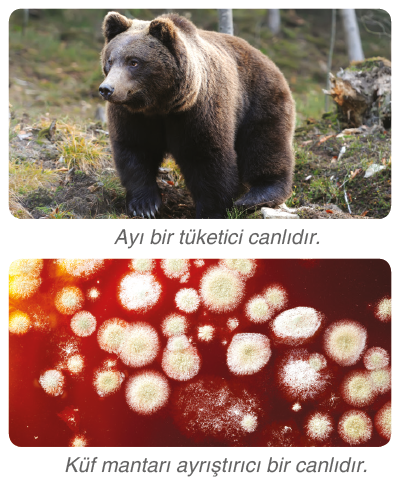 Ayı bir tüketici canlıdır.
Küf mantarı ayrıştırıcı bir canlıdır.